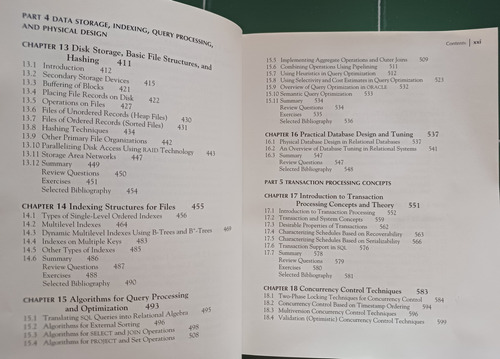 PART 4 DATA STORAGE, INDEXING, QUERY PROCESSING,
AND PHYSICAL DESIGN
CHAPTER 13 Disk Storage, Basic File Structures, and
Hashing 411
13.1 Introduction 412
13.2 Secondary Storage Devices 415
13.3 Buffering of Blocks 421
13.4 Placing File Records on Disk 422
13.5 Operations on Files 427
13.6 Files of Unordered Records (Heap Files) 430
13.7 Files of Ordered Records (Sorted Files) 431
13.8 Hashing Techniques 434
13.9 Other Primary File Organizations 442
13.10 Parallelizing Disk Access Using RAID Technology 443
13.11 Storage Area Networks 447
13.12 Summary 449
Review Questions 450
Exercises 451
Selected Bibliography 454
CHAPTER 14 Indexing Structures for Files 455
14.1 Types of Single-Level Ordered Indexes 456
14.2 Multilevel Indexes 464
14.3 Dynamic Multilevel Indexes Using B-Trees and B+-Trees 469
14.4 Indexes on Multiple Keys 483
14.5 Other Types of Indexes 485
14.6 Summary 486
Review Questions 487
Exercises 488
Selected Bibliography 490
CHAPTER 15 Algorithms for Query Processing
and Optimization 493
15.1 Translating SQL Queries into Relational Algebra 495
15.2 Algorithms for External Sorting 496
15.3 Algorithms for SELECT and JOIN Operations 498
15.4 Algorithms for PROJECT and Set Operations 508
Contents | xxi
15.5 Implementing Aggregate Operations and Outer Joins 509
15.6 Combining Operations Using Pipelining 511
15.7 Using Heuristics in Query Optimization 512
15.8 Using Selectivity and Cost Estimates in Query Optimization 523
15.9 Overview of Query Optimization in ORACLE 532
15.10 Semantic Query Optimization 533
15.11 Summary 534
Review Questions 534
Exercises 535
Selected Bibliography 536
CHAPTER 16 Practical Database Design and Tuning 537
16.1 Physical Database Design in Relational Databases 537
16.2 An Overview of Database Tuning in Relational Systems 541
16.3 Summary 547
Review Questions 547
Selected Bibliography 548
PART 5 TRANSACTION PROCESSING CONCEPTS
CHAPTER 17 Introduction to Transaction
Processing Concepts and Theory 551
17.1 Introduction to Transaction Processing 552
17.2 Transaction and System Concepts 559
17.3 Desirable Properties of Transactions 562
17.4 Characterizing Schedules Based on Recoverability 563
17.5 Characterizing Schedules Based on Serializability 566
17.6 Transaction Support in SQL 576
17.7 Summary 578
Review Questions 579
Exercises 580
Selected Bibliography 581
CHAPTER 18 Concurrency Control Techniques 583
18.1 Two-Phase Locking Techniques for Concurrency Control 584
18.2 Concurrency Control Based on Timestamp Ordering 594
18.3 Multiversion Concurrency Control Techniques 596
18.4 Validation (Optimistic) Concurrency Control Techniques 599